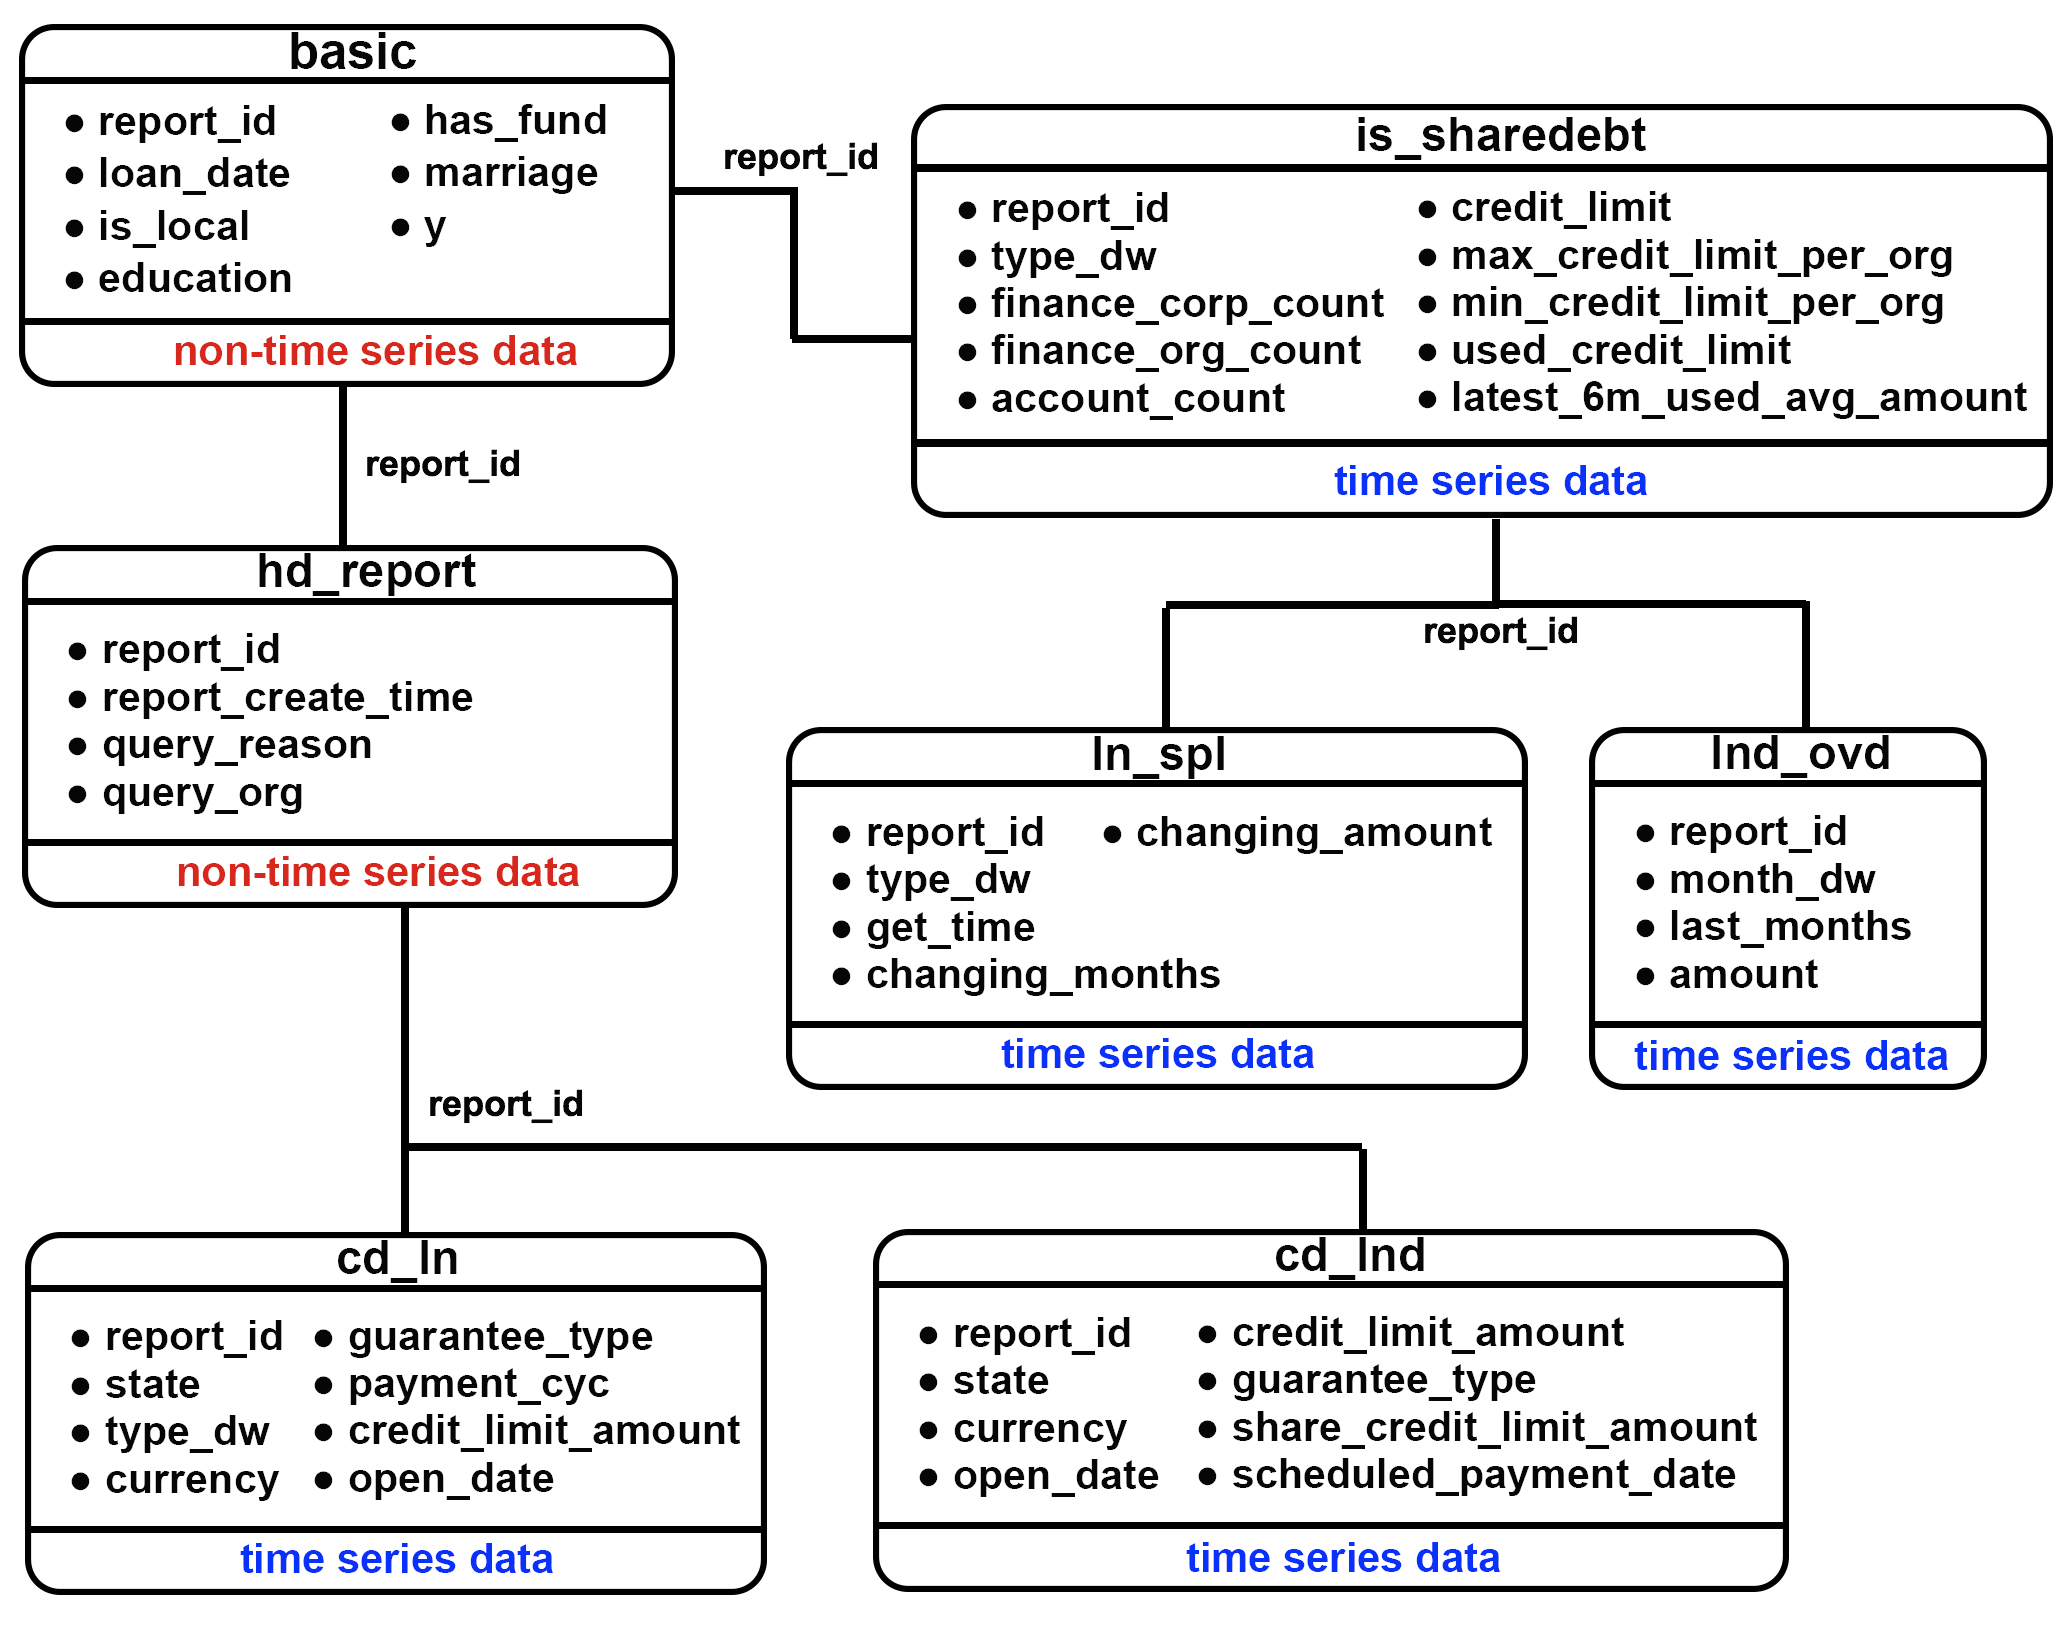 basic
● report_id
● loan_date
● is_local
● education
● has_fund
● marriage
● y
non-time series data
report_id
is_sharedebt
● report_id
● type_dw
● finance_corp_count
● finance_org_count
● account_count
● credit_limit
● max_credit_limit_per_org
● min_credit_limit_per_org
● used_credit_limit
● latest_6m_used_avg_amount
time series data
report_id
hd_report
● report_id
● report_create_time
● query_reason
● query_org
non-time series data
report_id
ln_spl
● report_id
● type_dw
● get_time
● changing_months
● changing_amount
time series data
lnd_ovd
● report_id
● month_dw
● last_months
● amount
time series data
report_id
cd_ln
● report_id
● state
● type_dw
● currency
● guarantee_type
● payment_cyc
● credit_limit_amount
● open_date
time series data
cd_lnd
● report_id
● state
● currency
● open_date
● credit_limit_amount
● guarantee_type
● share_credit_limit_amount
● scheduled_payment_date
time series data